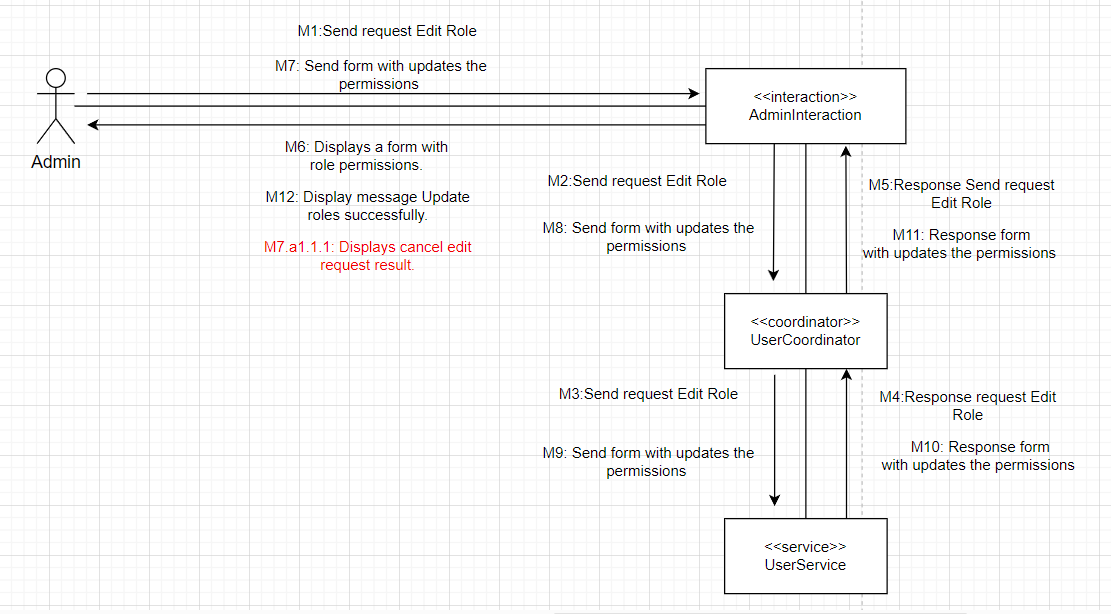 M1:Send request Edit Role
M7: Send form with updates the
permissions
Admin
M6: Displays a form with
role permissions.
M12: Display message Update
roles successfully.
M7.a1.1.1: Displays cancel edit
request result.
<<interaction>>
AdminInteraction
M2:Send request Edit Role
M8: Send form with updates the
permissions
M5:Response Send request
Edit Role
M11: Response form
with updates the permissions
<<coordinator>>
UserCoordinator
M3:Send request Edit Role
M9: Send form with updates the
permissions
M4:Response request Edit
Role
M10: Response form
with updates the permissions
<<service>>
UserService